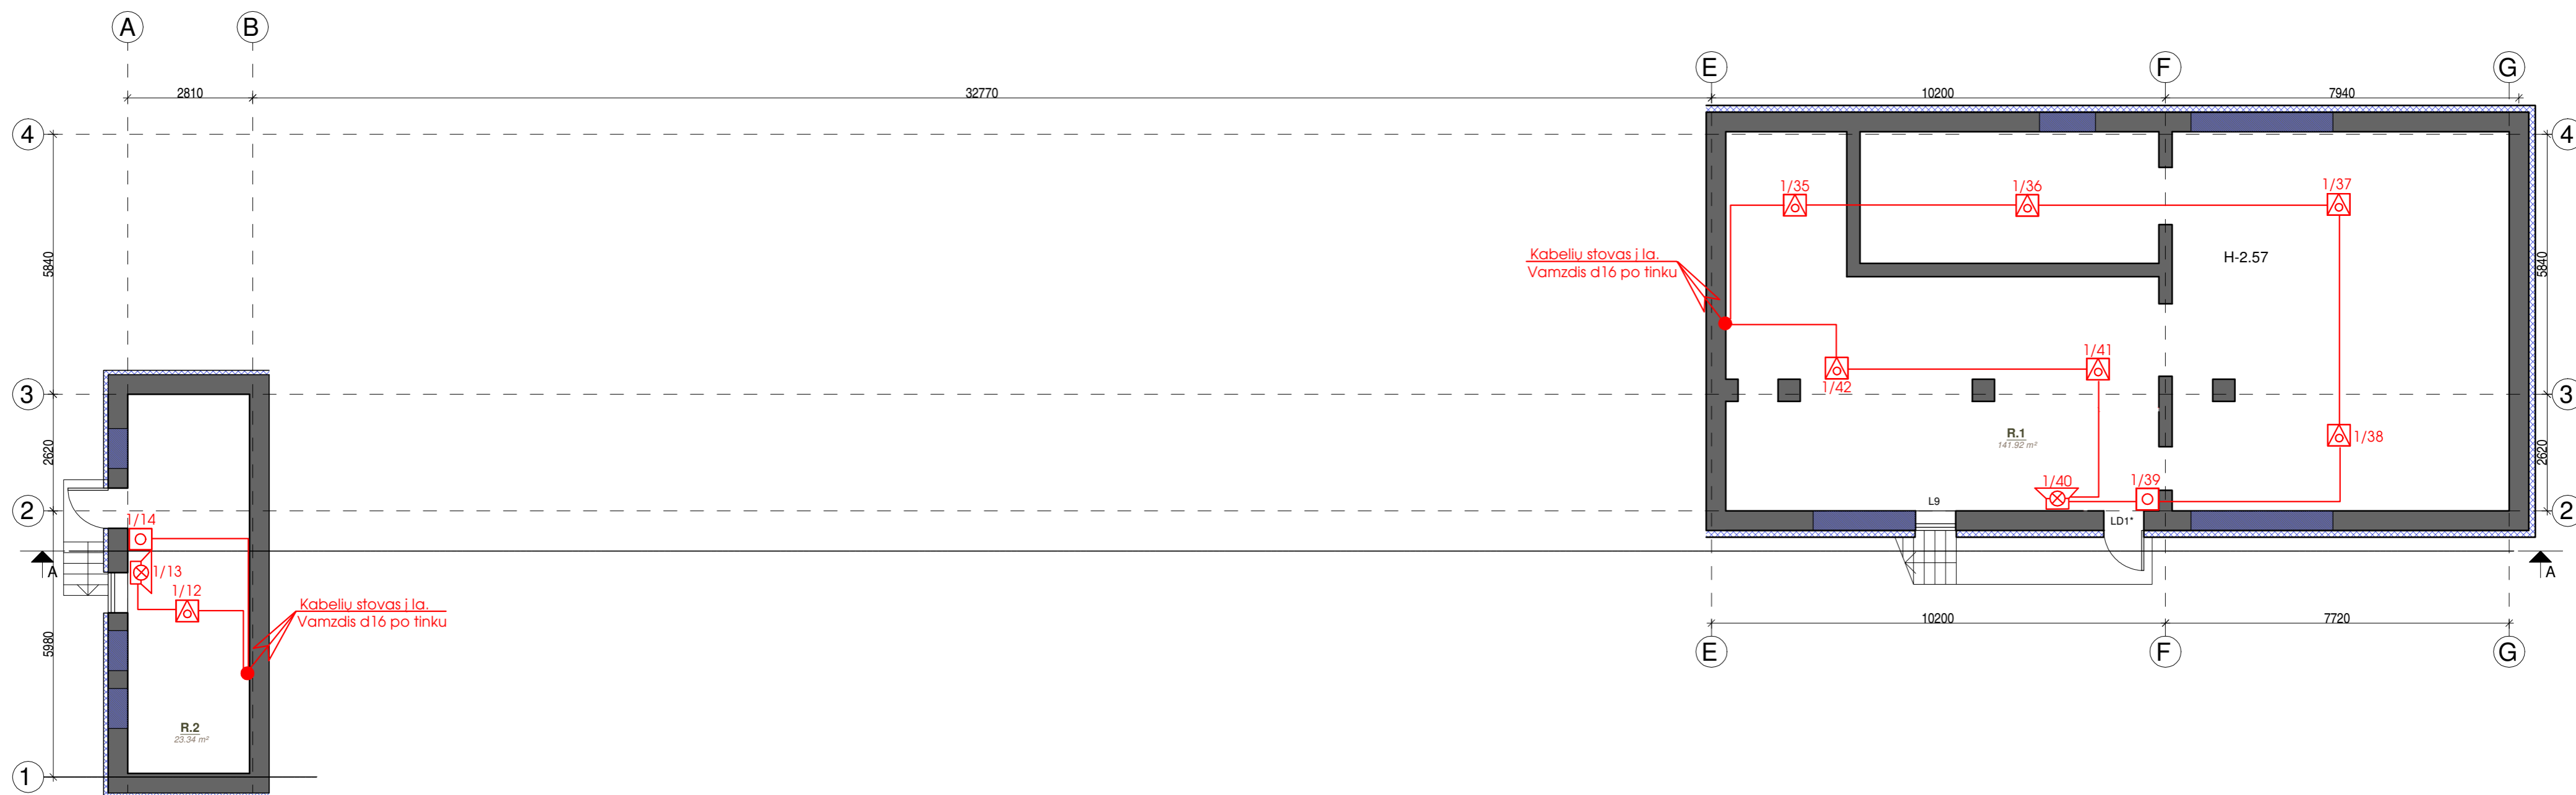 A B
E F G
2810 32770 10200 7940
4 4
1/35 1/36 1/37
5840 5840
Kabelių stovas į Ia.
Vamzdis d16 po tinku
H-2.57
1/41
1/42
3 3
R.1
141.92 m²
1/38
2620 2620
1/40 1/39
L9
LD1*
2 2
1/14
A A
1/13
1/12
Kabelių stovas į Ia.
Vamzdis d16 po tinku
10200 7720
5980
E F G
R.2
23.34 m²
1